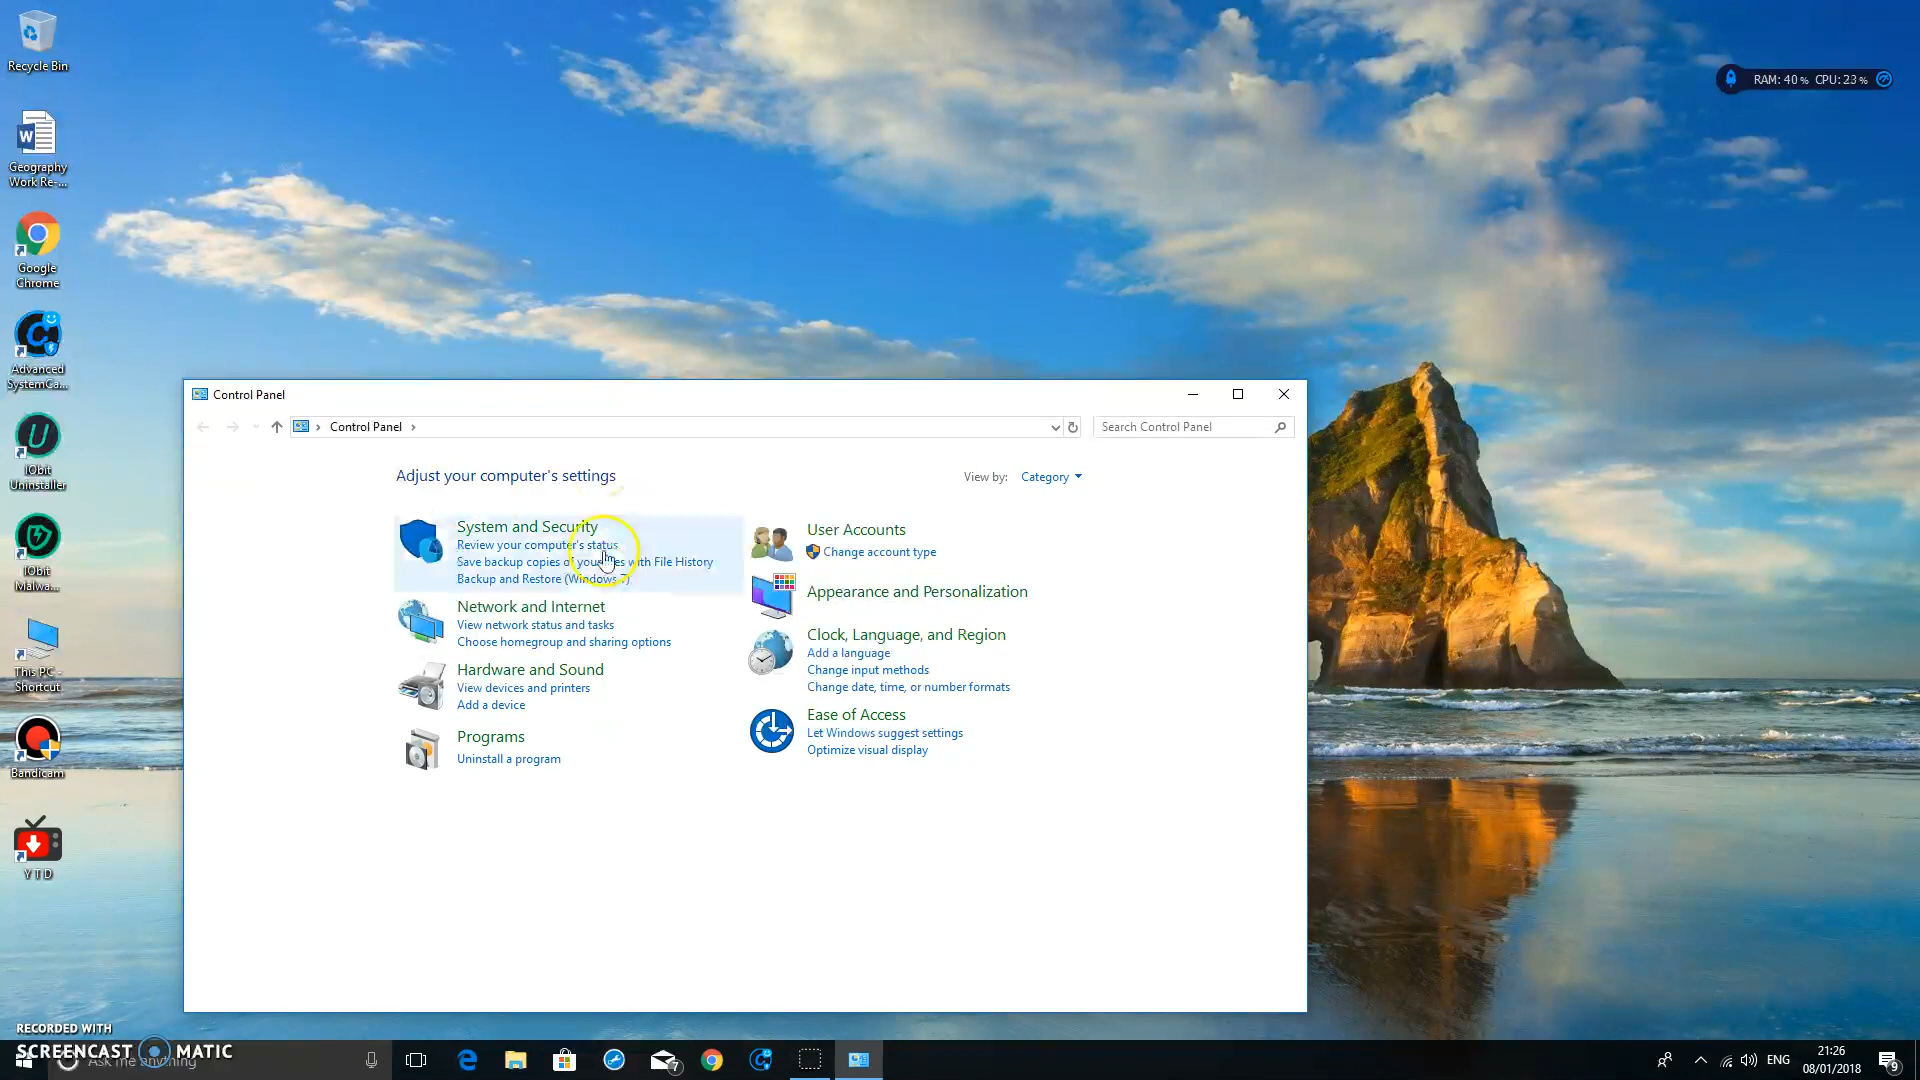 Recycle Bin
RAM: 40 % CPU: 23 %
Geography
Work Re-...
Google
Chrome
Advanced
SystemCa...
IObit
Uninstaller
IObit
Malwa...
This PC -
Shortcut
Bandicam
Y T D
Control Panel
Control Panel
Search Control Panel
Adjust your computer's settings
View by: Category
System and Security
Review your computer's status
Save backup copies of your files with File History
Backup and Restore (Windows 7)
Network and Internet
View network status and tasks
Choose homegroup and sharing options
Hardware and Sound
View devices and printers
Add a device
Programs
Uninstall a program
User Accounts
Change account type
Appearance and Personalization
Clock, Language, and Region
Add a language
Change input methods
Change date, time, or number formats
Ease of Access
Let Windows suggest settings
Optimize visual display
RECORDED WITH
SCREENCAST MATIC
Ask me anything
7
ENG
21:26
08/01/2018
9